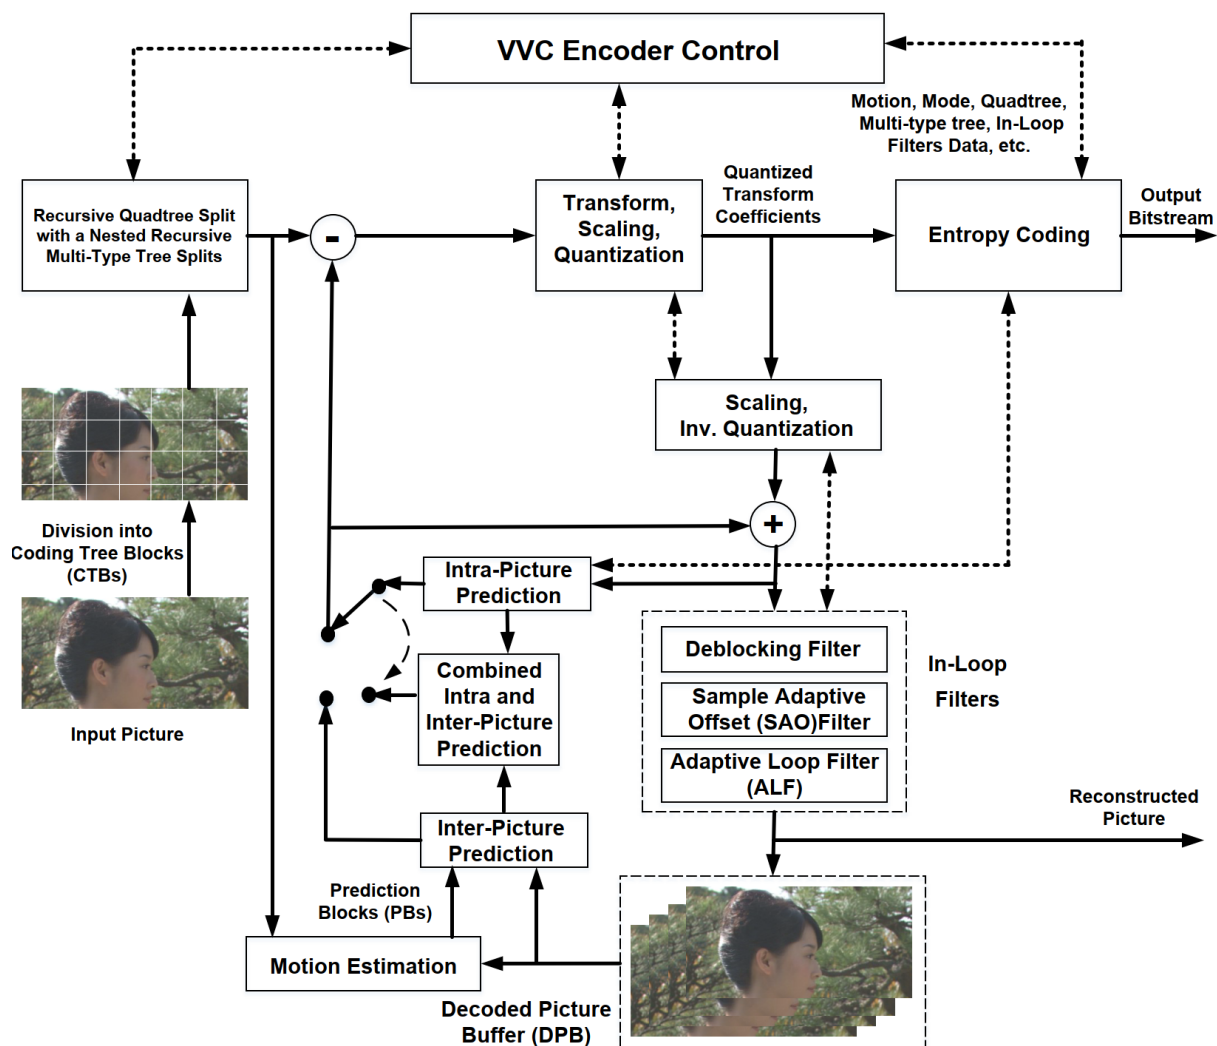 VVC Encoder Control
Motion, Mode, Quadtree,
Multi-type tree, In-Loop
Filters Data, etc.
Recursive Quadtree Split
with a Nested Recursive
Multi-Type Tree Splits
-
Transform,
Scaling,
Quantization
Quantized
Transform
Coefficients
Entropy Coding
Output
Bitstream
Scaling,
Inv. Quantization
+
Division into
Coding Tree Blocks
(CTBs)
Input Picture
Intra-Picture
Prediction
Combined
Intra and
Inter-Picture
Prediction
Inter-Picture
Prediction
Deblocking Filter
Sample Adaptive
Offset (SAO)Filter
Adaptive Loop Filter
(ALF)
In-Loop
Filters
Reconstructed
Picture
Prediction
Blocks (PBs)
Motion Estimation
Decoded Picture
Buffer (DPB)